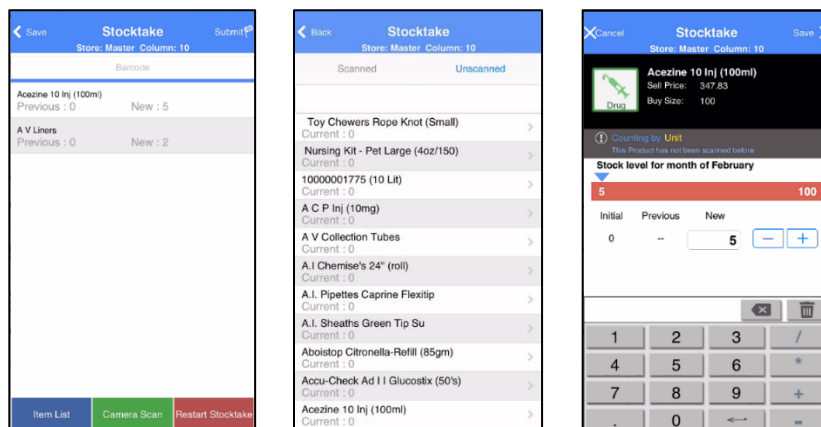 Save Stocktake Submit
Store: Master Column: 10
Barcode
Acezine 10 Inj (100ml)
Previous : 0 New : 5
A V Liners
Previous : 0 New : 2
Item List Camera Scan Restart Stocktake
Back Stocktake
Store: Master Column: 10
Scanned Unscanned
Toy Chewers Rope Knot (Small)
Current : 0
Nursing Kit - Pet Large (4oz/150)
Current : 0
10000001775 (10 Lit)
Current : 0
A C P Inj (10mg)
Current : 0
A V Collection Tubes
Current : 0
A.I Chemise's 24" (roll)
Current : 0
A.I. Pipettes Caprine Flexitip
Current : 0
A.I. Sheaths Green Tip Su
Current : 0
Aboistop Citronella-Refill (85gm)
Current : 0
Accu-Check Ad I I Glucostix (50's)
Current : 0
Acezine 10 Inj (100ml)
Current : 0
Cancel Stocktake Save
Store: Master Column: 10
Acezine 10 Inj (100ml)
Sell Price: 347.83
Buy Size: 100
Drug
Counting by Unit
This Product has not been scanned before
Stock level for month of February
5 100
Initial Previous New
0 -- 5 − +
1 2 3 /
4 5 6 *
7 8 9 +
. 0 -